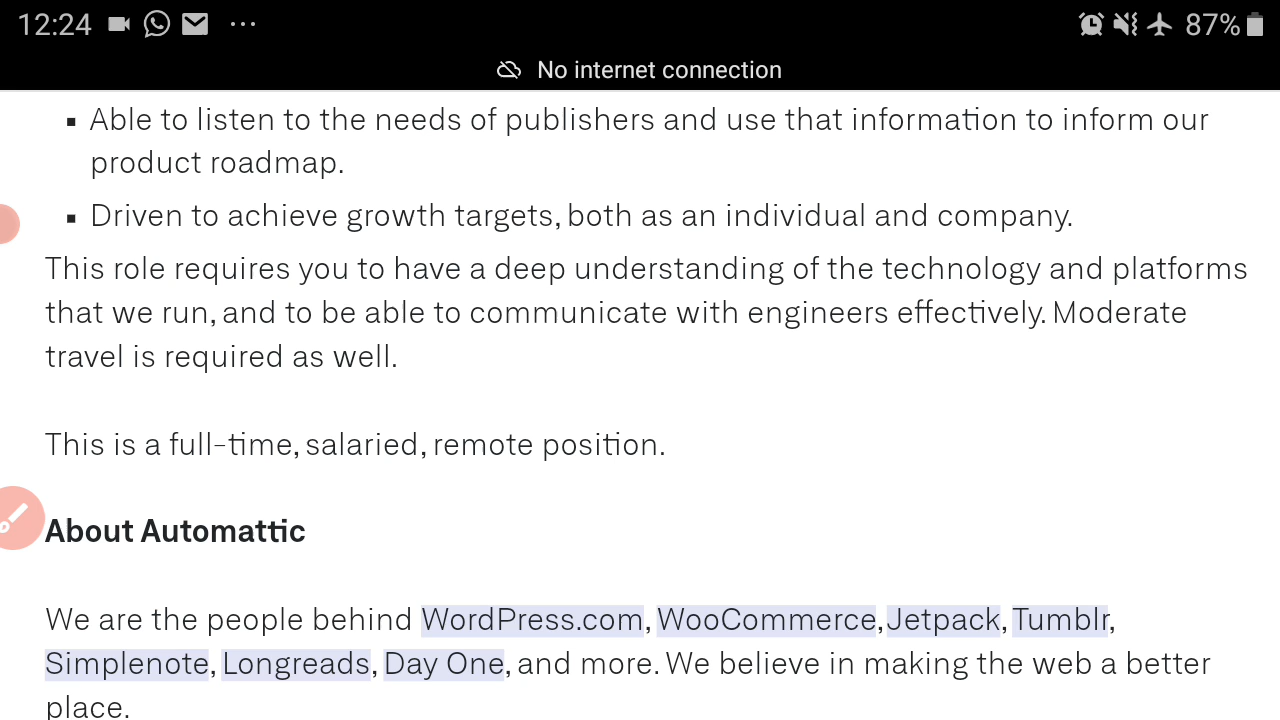 12:24 ... 87%
No internet connection
▪ Able to listen to the needs of publishers and use that information to inform our
product roadmap.
▪ Driven to achieve growth targets, both as an individual and company.
This role requires you to have a deep understanding of the technology and platforms
that we run, and to be able to communicate with engineers effectively. Moderate
travel is required as well.
This is a full-time, salaried, remote position.
About Automattic
We are the people behind WordPress.com, WooCommerce, Jetpack, Tumblr,
Simplenote, Longreads, Day One, and more. We believe in making the web a better
place.